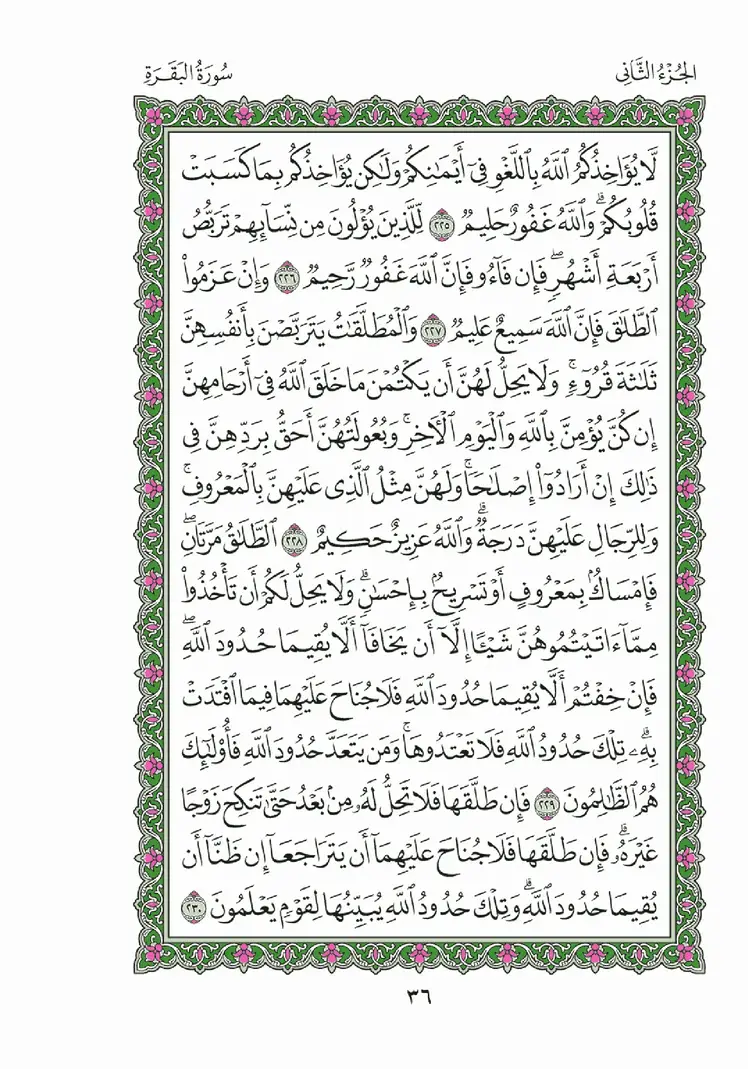 الجُزْءُ الثَّانِي
سُورَةُ البَقَرَةِ
لَّا يُؤَاخِذُكُمُ ٱللَّهُ بِٱللَّغْوِ فِىٓ أَيْمَٰنِكُمْ وَلَٰكِن يُؤَاخِذُكُم بِمَا كَسَبَتْ
قُلُوبُكُمْ ۗ وَٱللَّهُ غَفُورٌ حَلِيمٌ ٢٢٥ لِّلَّذِينَ يُؤْلُونَ مِن نِّسَآئِهِمْ تَرَبُّصُ
أَرْبَعَةِ أَشْهُرٍ ۖ فَإِن فَآءُو فَإِنَّ ٱللَّهَ غَفُورٌ رَّحِيمٌ ٢٢٦ وَإِنْ عَزَمُوا۟
ٱلطَّلَٰقَ فَإِنَّ ٱللَّهَ سَمِيعٌ عَلِيمٌ ٢٢٧ وَٱلْمُطَلَّقَٰتُ يَتَرَبَّصْنَ بِأَنفُسِهِنَّ
ثَلَٰثَةَ قُرُوٓءٍ ۚ وَلَا يَحِلُّ لَهُنَّ أَن يَكْتُمْنَ مَا خَلَقَ ٱللَّهُ فِىٓ أَرْحَامِهِنَّ
إِن كُنَّ يُؤْمِنَّ بِٱللَّهِ وَٱلْيَوْمِ ٱلْءَاخِرِ ۚ وَبُعُولَتُهُنَّ أَحَقُّ بِرَدِّهِنَّ فِى
ذَٰلِكَ إِنْ أَرَادُوٓا۟ إِصْلَٰحًا ۚ وَلَهُنَّ مِثْلُ ٱلَّذِى عَلَيْهِنَّ بِٱلْمَعْرُوفِ ۚ
وَلِلرِّجَالِ عَلَيْهِنَّ دَرَجَةٌ ۗ وَٱللَّهُ عَزِيزٌ حَكِيمٌ ٢٢٨ ٱلطَّلَٰقُ مَرَّتَانِ ۖ
فَإِمْسَاكٌۢ بِمَعْرُوفٍ أَوْ تَسْرِيحٌۢ بِإِحْسَٰنٍ ۗ وَلَا يَحِلُّ لَكُمْ أَن تَأْخُذُوا۟
مِمَّآ ءَاتَيْتُمُوهُنَّ شَيْـًٔا إِلَّآ أَن يَخَافَآ أَلَّا يُقِيمَا حُدُودَ ٱللَّهِ ۖ
فَإِنْ خِفْتُمْ أَلَّا يُقِيمَا حُدُودَ ٱللَّهِ فَلَا جُنَاحَ عَلَيْهِمَا فِيمَا ٱفْتَدَتْ
بِهِۦ ۗ تِلْكَ حُدُودُ ٱللَّهِ فَلَا تَعْتَدُوهَا ۚ وَمَن يَتَعَدَّ حُدُودَ ٱللَّهِ فَأُو۟لَٰٓئِكَ
هُمُ ٱلظَّٰلِمُونَ ٢٢٩ فَإِن طَلَّقَهَا فَلَا تَحِلُّ لَهُۥ مِنۢ بَعْدُ حَتَّىٰ تَنكِحَ زَوْجًا
غَيْرَهُۥ ۗ فَإِن طَلَّقَهَا فَلَا جُنَاحَ عَلَيْهِمَآ أَن يَتَرَاجَعَآ إِن ظَنَّآ أَن
يُقِيمَا حُدُودَ ٱللَّهِ ۗ وَتِلْكَ حُدُودُ ٱللَّهِ يُبَيِّنُهَا لِقَوْمٍ يَعْلَمُونَ ٢٣٠
٣٦